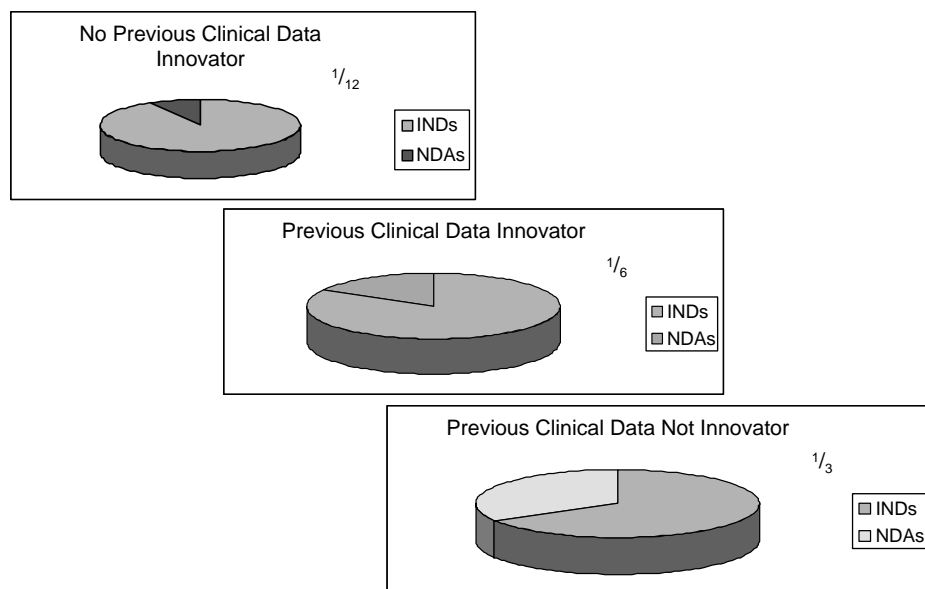 No Previous Clinical Data
Innovator
1/12
INDs
NDAs
Previous Clinical Data Innovator
1/6
INDs
NDAs
Previous Clinical Data Not Innovator
1/3
INDs
NDAs